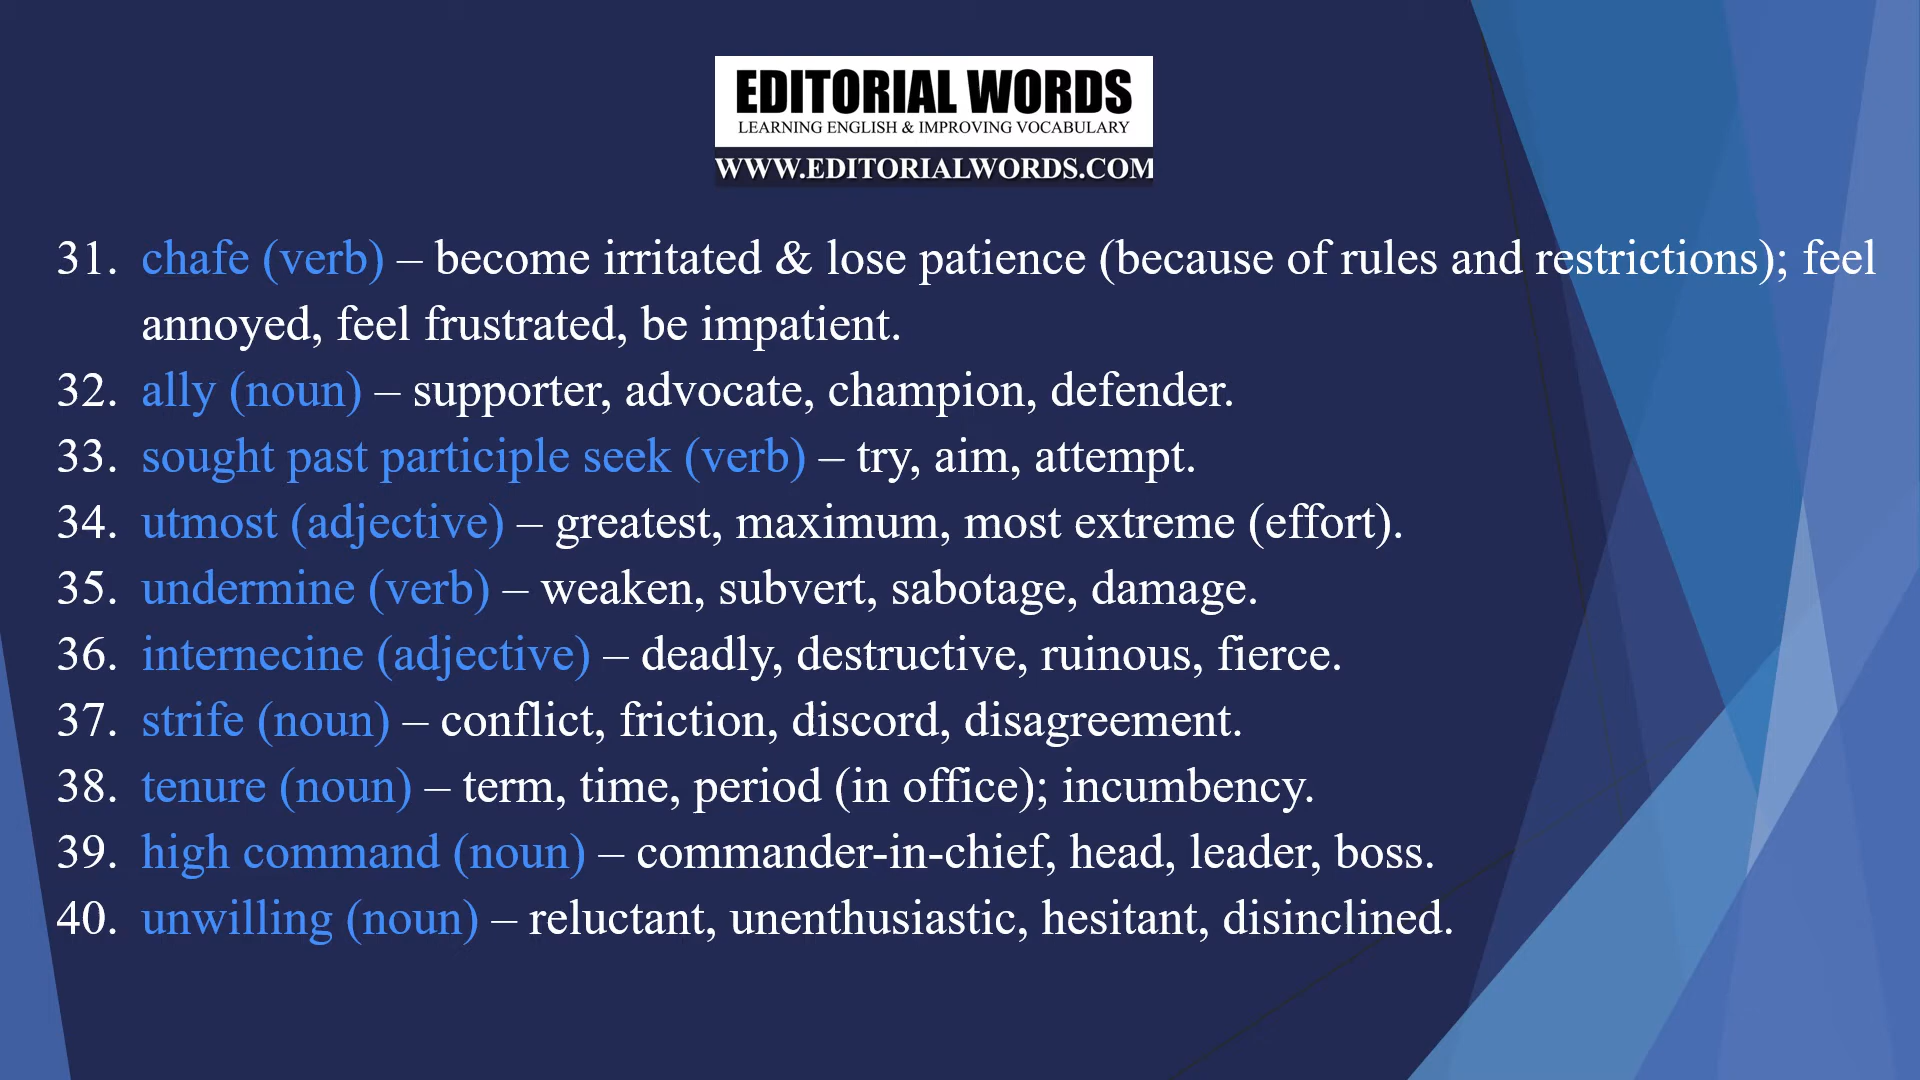 EDITORIAL WORDS
LEARNING ENGLISH & IMPROVING VOCABULARY
WWW.EDITORIALWORDS.COM
31. chafe (verb) – become irritated & lose patience (because of rules and restrictions); feel
annoyed, feel frustrated, be impatient.
32. ally (noun) – supporter, advocate, champion, defender.
33. sought past participle seek (verb) – try, aim, attempt.
34. utmost (adjective) – greatest, maximum, most extreme (effort).
35. undermine (verb) – weaken, subvert, sabotage, damage.
36. internecine (adjective) – deadly, destructive, ruinous, fierce.
37. strife (noun) – conflict, friction, discord, disagreement.
38. tenure (noun) – term, time, period (in office); incumbency.
39. high command (noun) – commander-in-chief, head, leader, boss.
40. unwilling (noun) – reluctant, unenthusiastic, hesitant, disinclined.